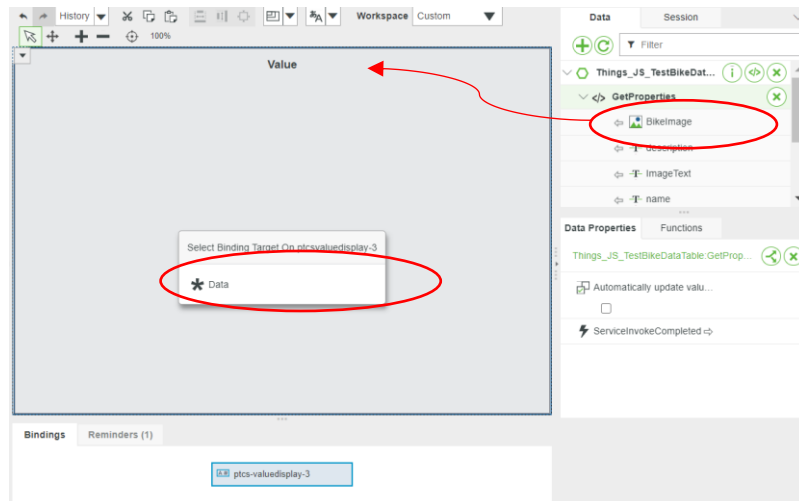 History
Workspace Custom
Data
Session
100%
Filter
Value
Things_JS_TestBikeDat...
GetProperties
BikeImage
description
ImageText
name
Select Binding Target On ptcsvaluedisplay-3
Data
Data Properties
Functions
Things_JS_TestBikeDataTable:GetProp...
Automatically update valu...
ServiceInvokeCompleted
Bindings
Reminders (1)
ptcs-valuedisplay-3